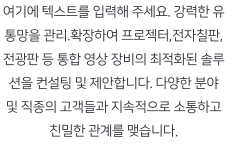 여기에 텍스트를 입력해 주세요. 강력한 유
통망을 관리.확장하여 프로젝터,전자칠판,
전광판 등 통합 영상 장비의 최적화된 솔루
션을 컨설팅 및 제안합니다. 다양한 분야
및 직종의 고객들과 지속적으로 소통하고
친밀한 관계를 맺습니다.